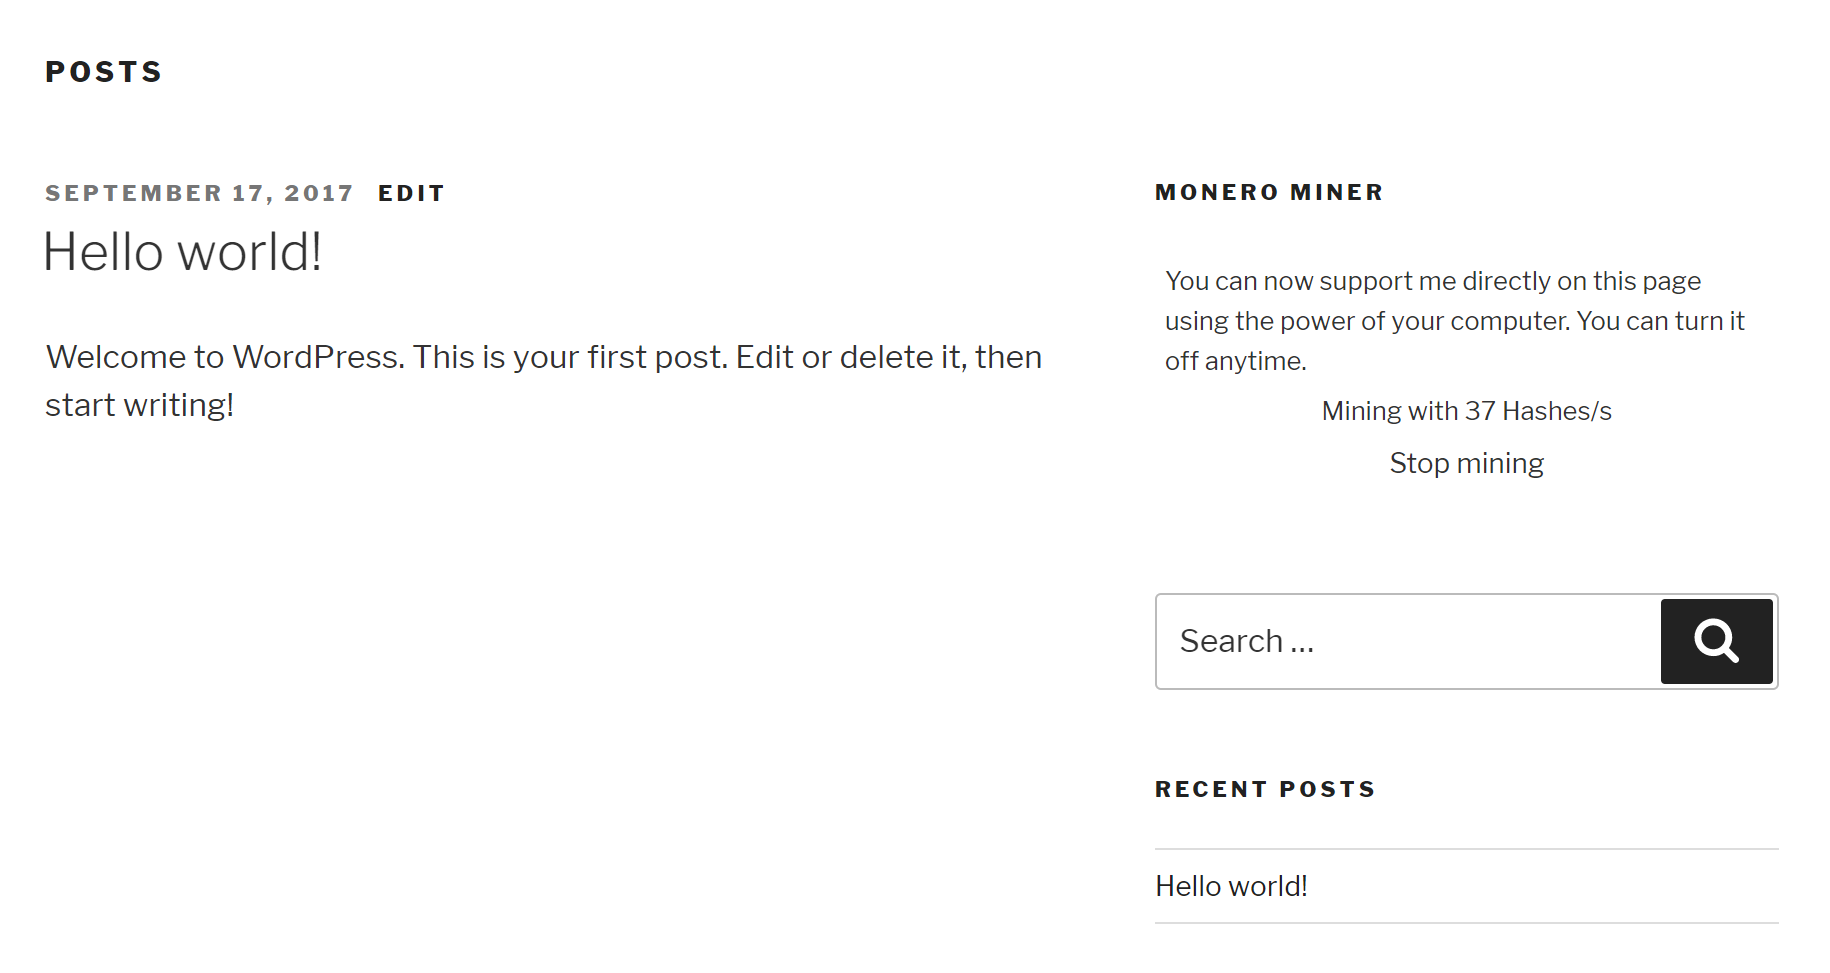 POSTS
SEPTEMBER 17, 2017 EDIT
Hello world!
Welcome to WordPress. This is your first post. Edit or delete it, then
start writing!
MONERO MINER
You can now support me directly on this page
using the power of your computer. You can turn it
off anytime.
Mining with 37 Hashes/s
Stop mining
Search ...
RECENT POSTS
Hello world!